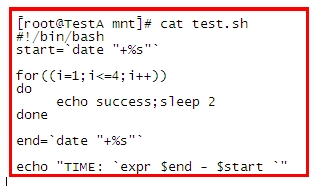 [root@TestA mnt]# cat test.sh
#!/bin/bash
start=`date "+%s"`
for((i=1;i<=4;i++))
do
echo success;sleep 2
done
end=`date "+%s"`
echo "TIME: `expr $end - $start `"